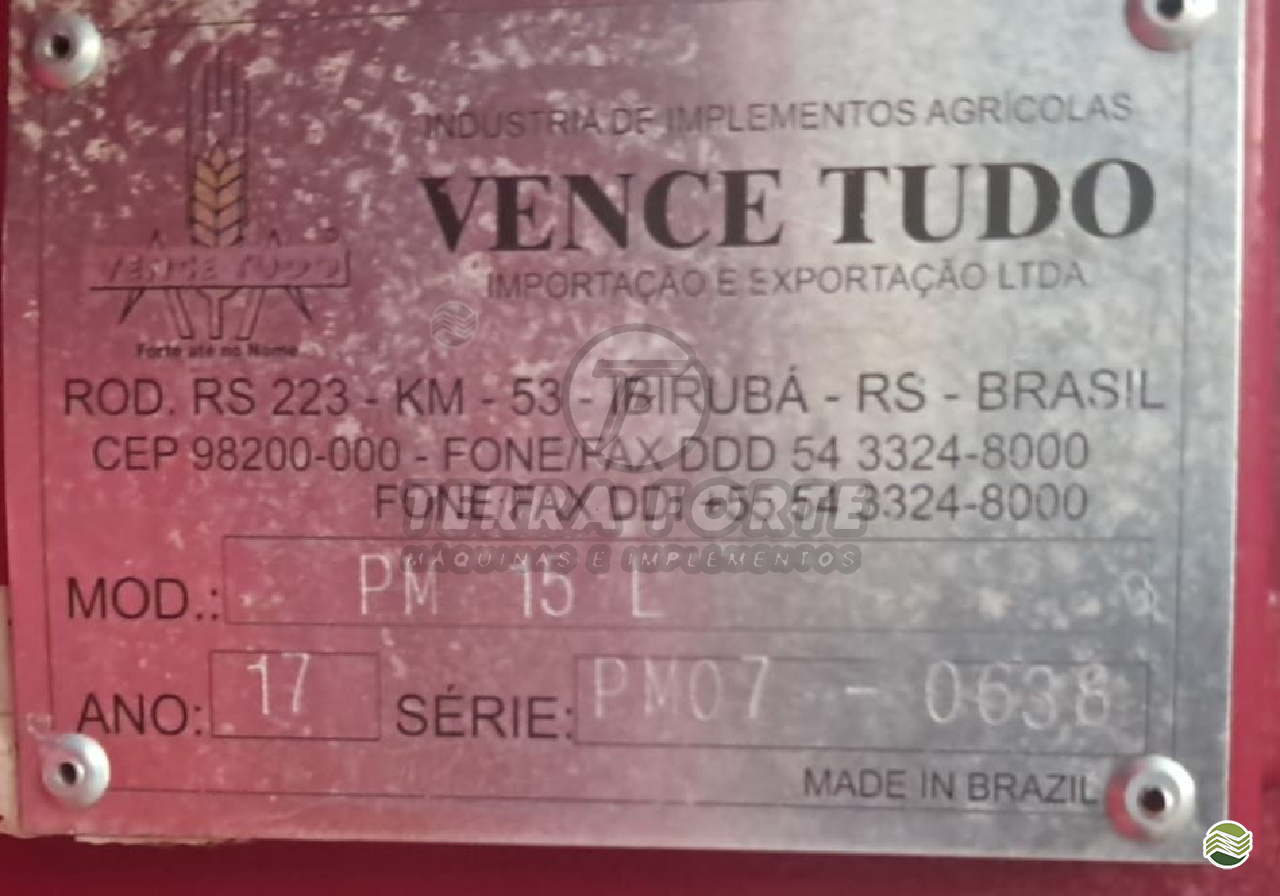 INDUSTRIA DE IMPLEMENTOS AGRÍCOLAS
VENCE TUDO
IMPORTAÇÃO E EXPORTAÇÃO LTDA
VENCE TUDO
Forte até no Nome
ROD. RS 223 - KM - 53 - IBIRUBÁ - RS - BRASIL
CEP 98200-000 - FONE/FAX DDD 54 3324-8000
FONE/FAX DDI +55 54 3324-8000
TERRA FORTE
MÁQUINAS E IMPLEMENTOS
MOD.: PM 15 L
ANO: 17 SÉRIE: PM07 - 0638
MADE IN BRAZIL